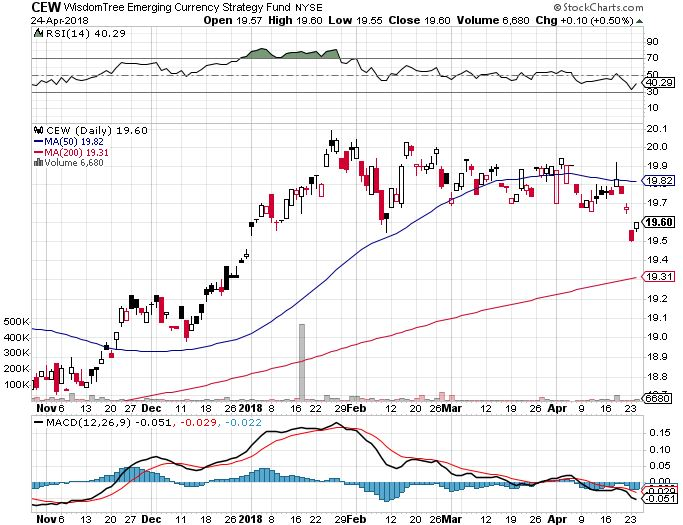 CEW WisdomTree Emerging Currency Strategy Fund NYSE © StockCharts.com
24-Apr-2018 Open 19.57 High 19.60 Low 19.55 Close 19.60 Volume 6,680 Chg +0.10 (+0.50%)
RSI(14) 40.29
90
70
50
40.29
30
10
CEW (Daily) 19.60
MA(50) 19.82
MA(200) 19.31
Volume 6,680
20.1
20.0
19.9
19.82
19.7
19.60
19.5
19.4
19.31
19.2
19.1
19.0
18.9
18.8
18.7
6680
500K
400K
300K
200K
100K
Nov 6 13 20 27 Dec 11 18 26 2018 8 16 22 29 Feb 12 20 26 Mar 12 19 26 Apr 9 16 23
MACD(12,26,9) -0.051, -0.029, -0.022
0.15
0.10
0.05
0.00
-0.051
Nov 6 13 20 27 Dec 11 18 26 2018 8 16 22 29 Feb 12 20 26 Mar 12 19 26 Apr 9 16 23